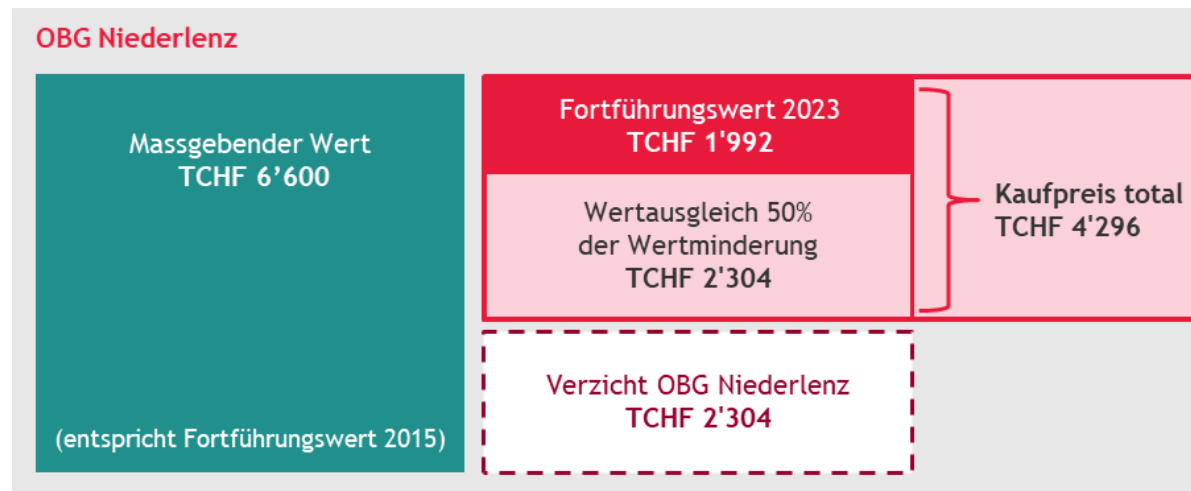 OBG Niederlenz
Massgebender Wert
TCHF 6’600
(entspricht Fortführungswert 2015)
Fortführungswert 2023
TCHF 1'992
Wertausgleich 50%
der Wertminderung
TCHF 2'304
Kaufpreis total
TCHF 4'296
Verzicht OBG Niederlenz
TCHF 2'304